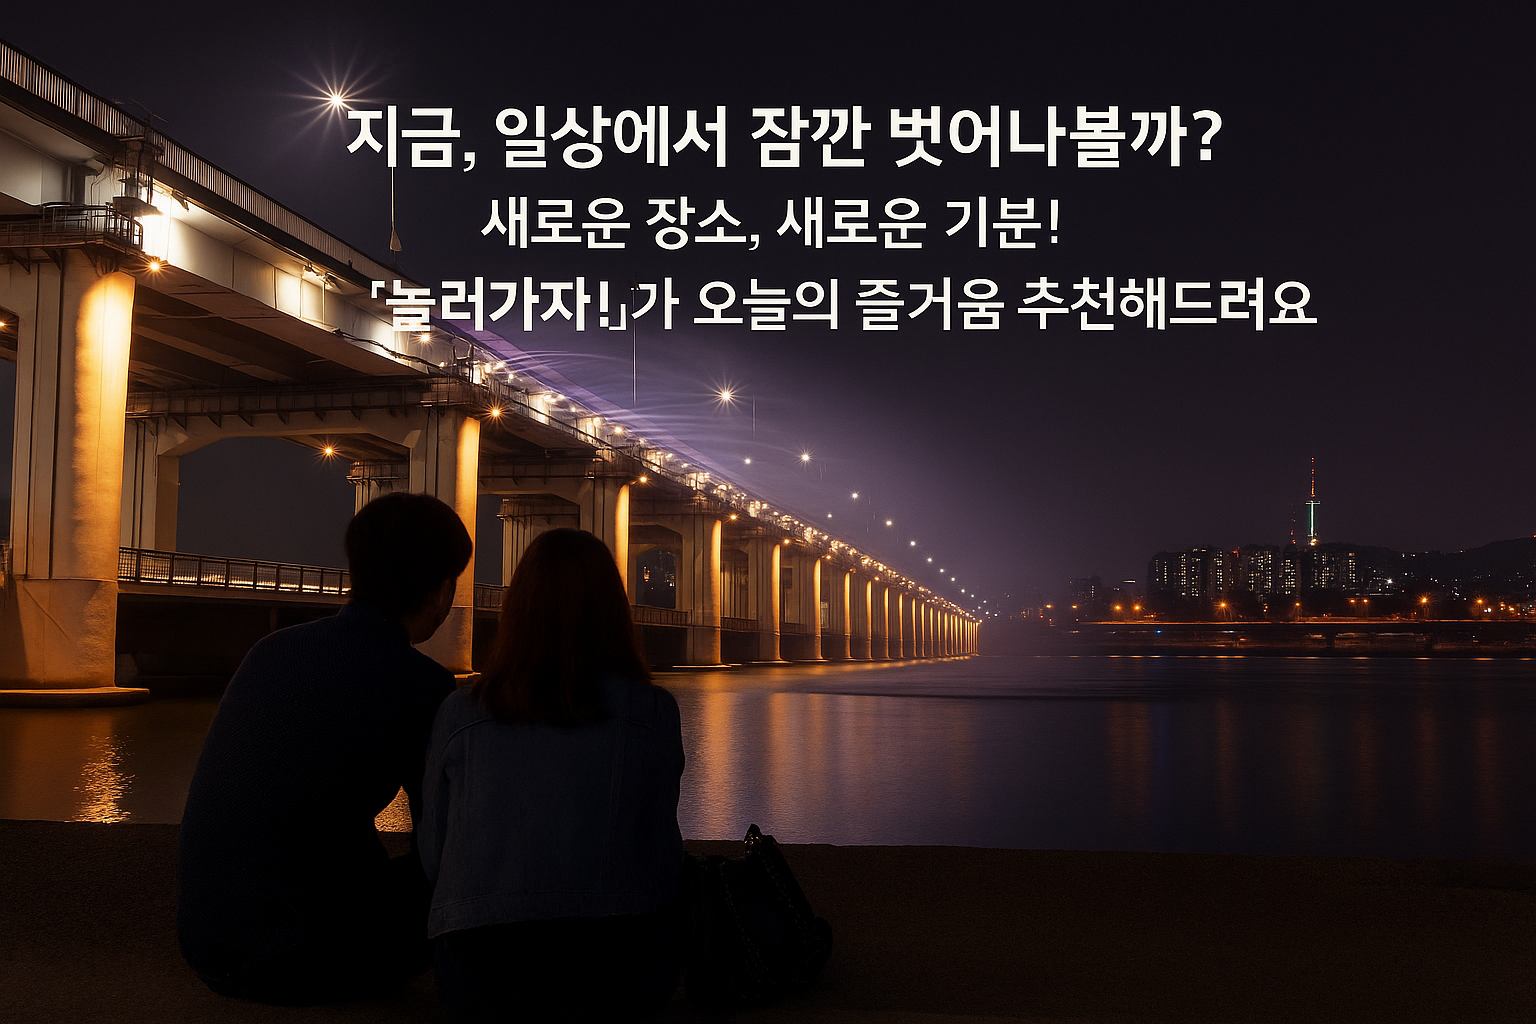 지금, 일상에서 잠깐 벗어나볼까?
새로운 장소, 새로운 기분!
「놀러가자!」가 오늘의 즐거움 추천해드려요